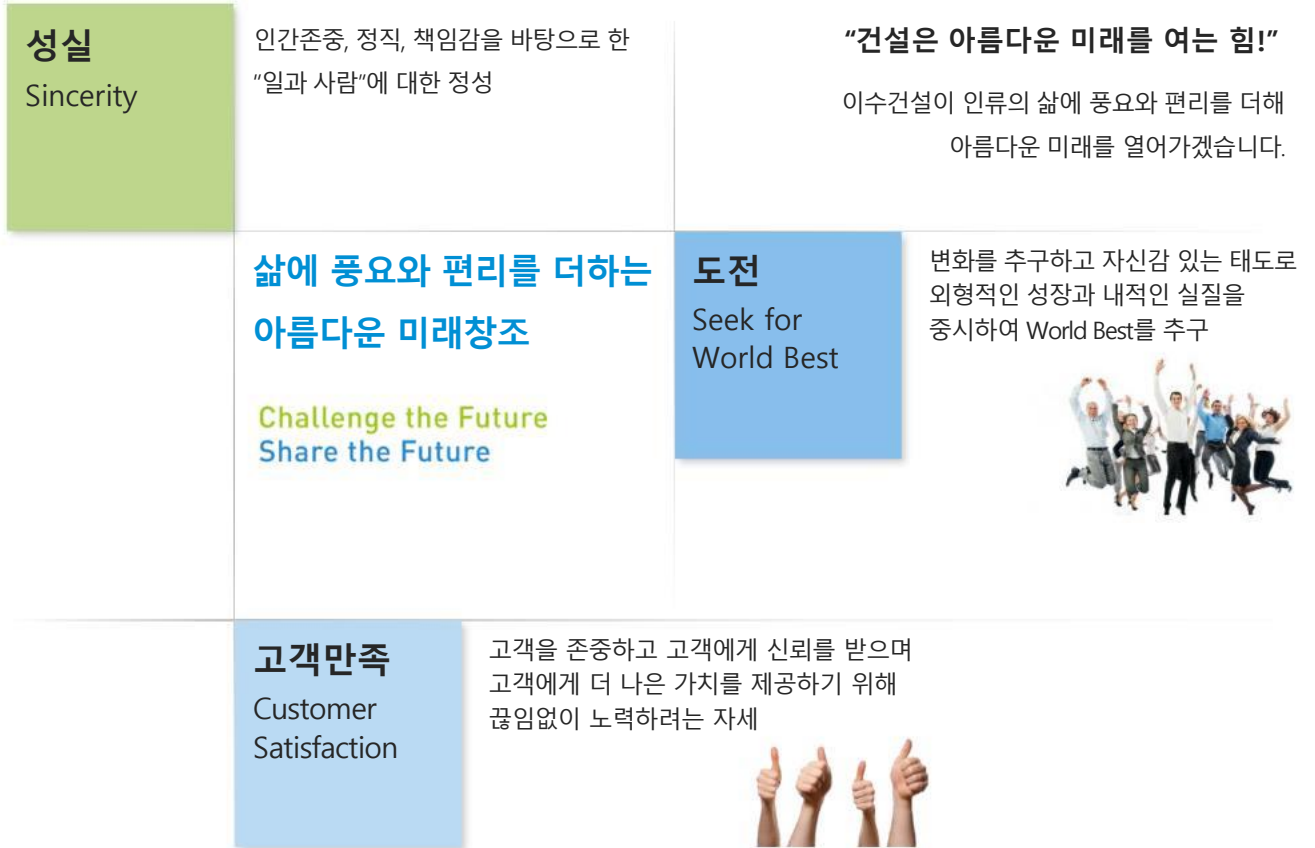 성실
Sincerity
인간존중, 정직, 책임감을 바탕으로 한
“일과 사람”에 대한 정성
“건설은 아름다운 미래를 여는 힘!”
이수건설이 인류의 삶에 풍요와 편리를 더해
아름다운 미래를 열어가겠습니다.
삶에 풍요와 편리를 더하는
아름다운 미래창조
Challenge the Future
Share the Future
도전
Seek for
World Best
변화를 추구하고 자신감 있는 태도로
외형적인 성장과 내적인 실질을
중시하여 World Best를 추구
고객만족
Customer
Satisfaction
고객을 존중하고 고객에게 신뢰를 받으며
고객에게 더 나은 가치를 제공하기 위해
끊임없이 노력하려는 자세